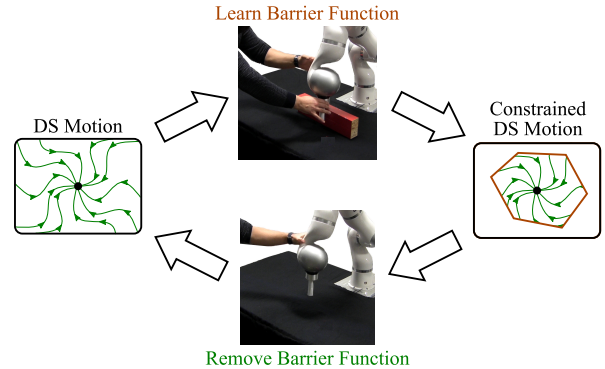 Learn Barrier Function
DS Motion
Constrained
DS Motion
Remove Barrier Function